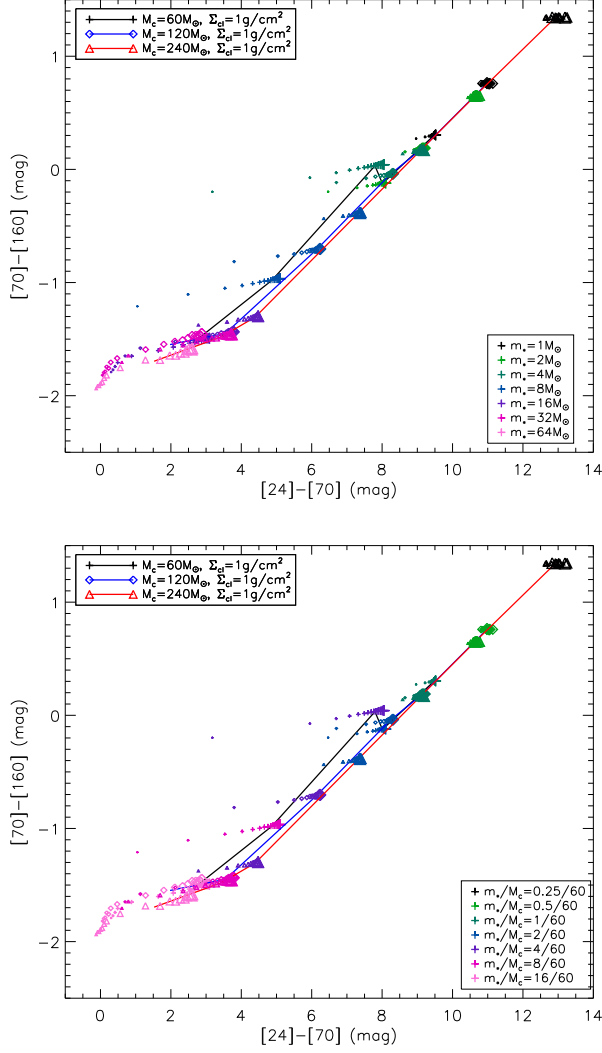 M_c=60M_⊙, Σ_cl=1g/cm²
M_c=120M_⊙, Σ_cl=1g/cm²
M_c=240M_⊙, Σ_cl=1g/cm²
1
0
−1
−2
[70]−[160] (mag)
m_*=1M_⊙
m_*=2M_⊙
m_*=4M_⊙
m_*=8M_⊙
m_*=16M_⊙
m_*=32M_⊙
m_*=64M_⊙
0 2 4 6 8 10 12 14
[24]−[70] (mag)
M_c=60M_⊙, Σ_cl=1g/cm²
M_c=120M_⊙, Σ_cl=1g/cm²
M_c=240M_⊙, Σ_cl=1g/cm²
1
0
−1
−2
[70]−[160] (mag)
m_*/M_c=0.25/60
m_*/M_c=0.5/60
m_*/M_c=1/60
m_*/M_c=2/60
m_*/M_c=4/60
m_*/M_c=8/60
m_*/M_c=16/60
0 2 4 6 8 10 12 14
[24]−[70] (mag)